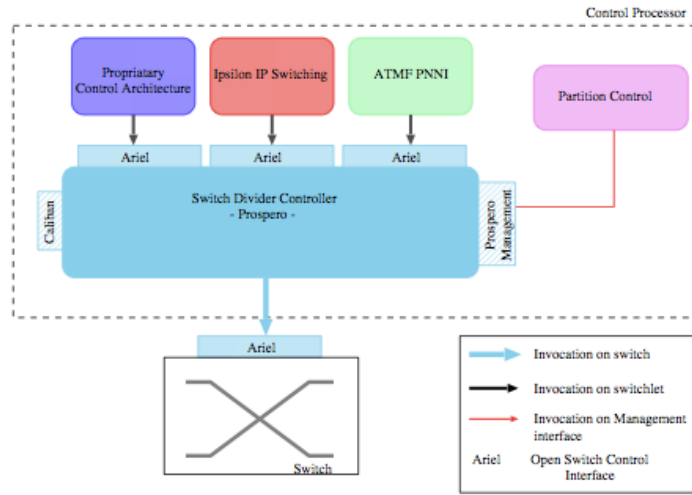 Control Processor
Propriatary
Control Architecture
Ipsilon IP Switching
ATMF PNNI
Partition Control
Ariel
Ariel
Ariel
Caliban
Switch Divider Controller
- Prospero -
Prospero
Management
Ariel
Switch
Invocation on switch
Invocation on switchlet
Invocation on Management
interface
Ariel Open Switch Control
Interface